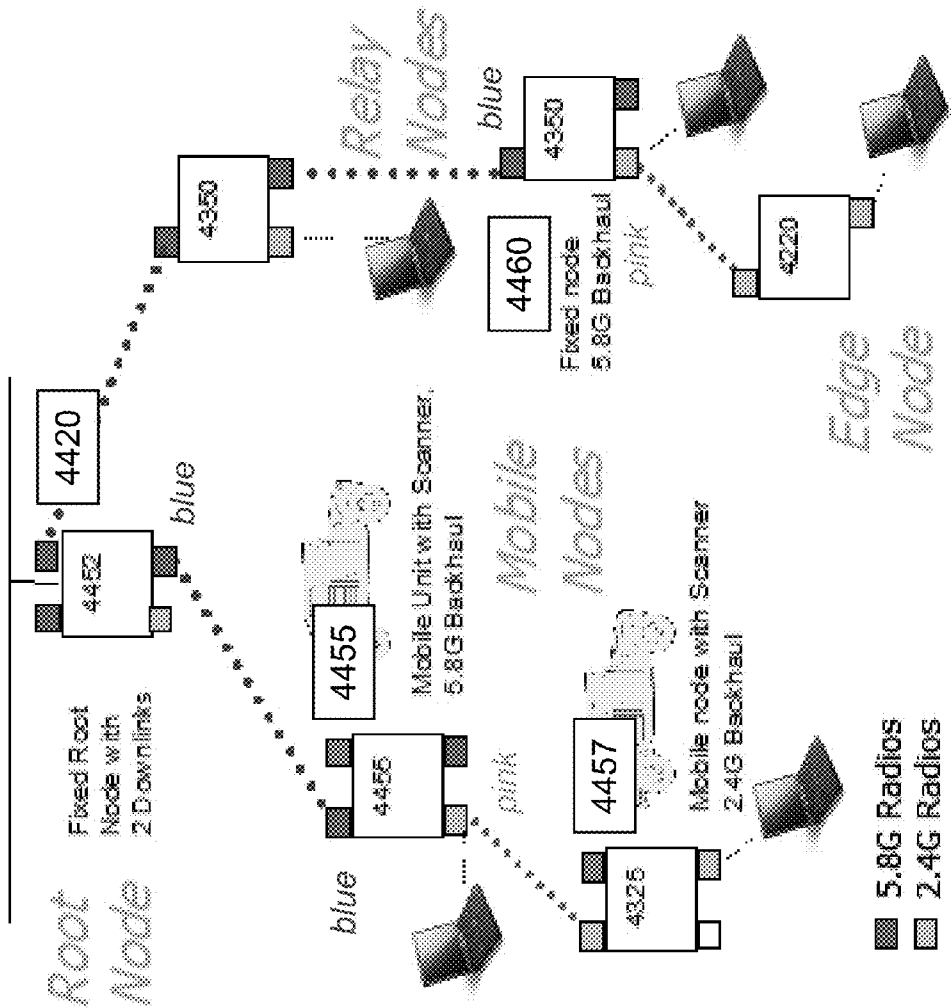 Root
Node
Fixed Root
Node with
2 Downlinks
4452
4420
blue
4350
Relay
Nodes
blue
4455
blue
4455
Mobile Unit with Scanner,
5.8G Backhaul
Mobile
Nodes
4460
Fixed node
5.8G Backhaul
pink
4350
pink
4325
4457
Mobile node with Scanner
2.4G Backhaul
4220
Edge
Node
5.8G Radios
2.4G Radios